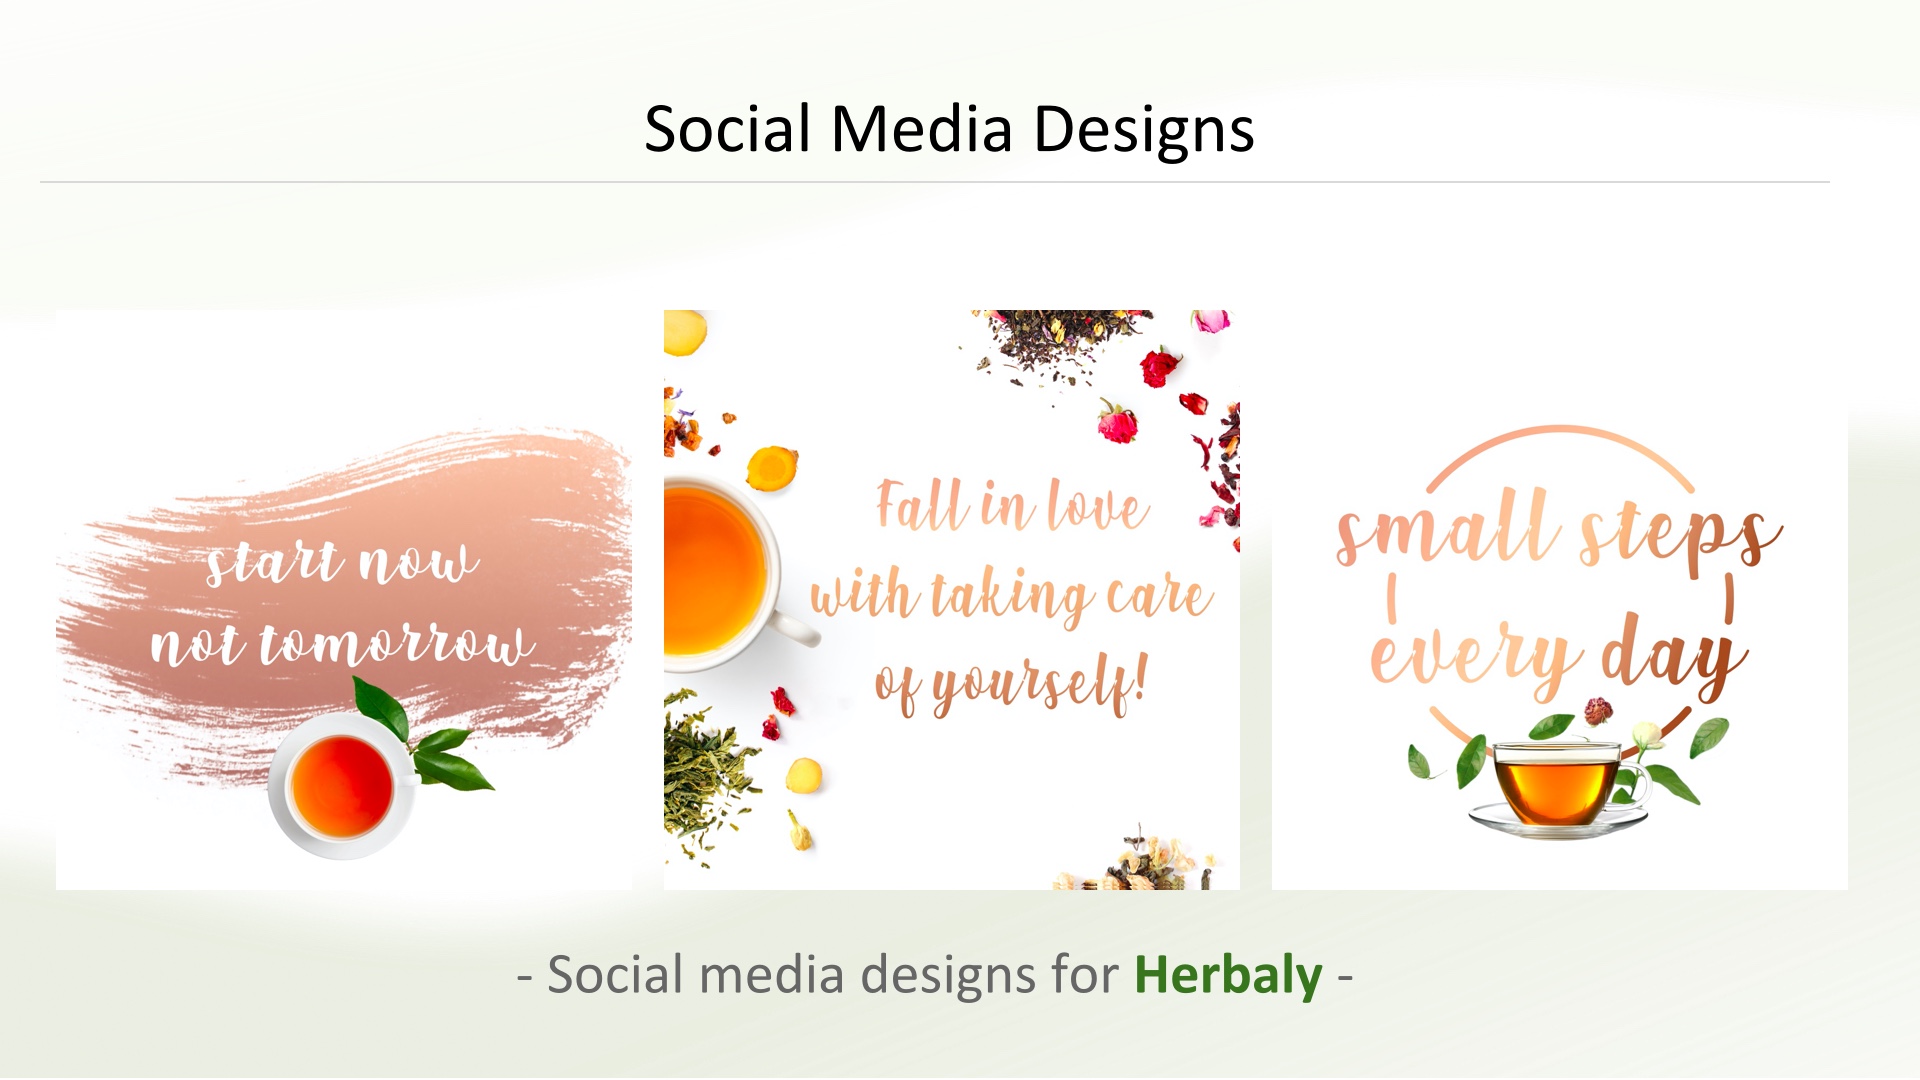 Social Media Designs
start now
not tomorrow
Fall in love
with taking care
of yourself!
small steps
every day
- Social media designs for Herbaly -